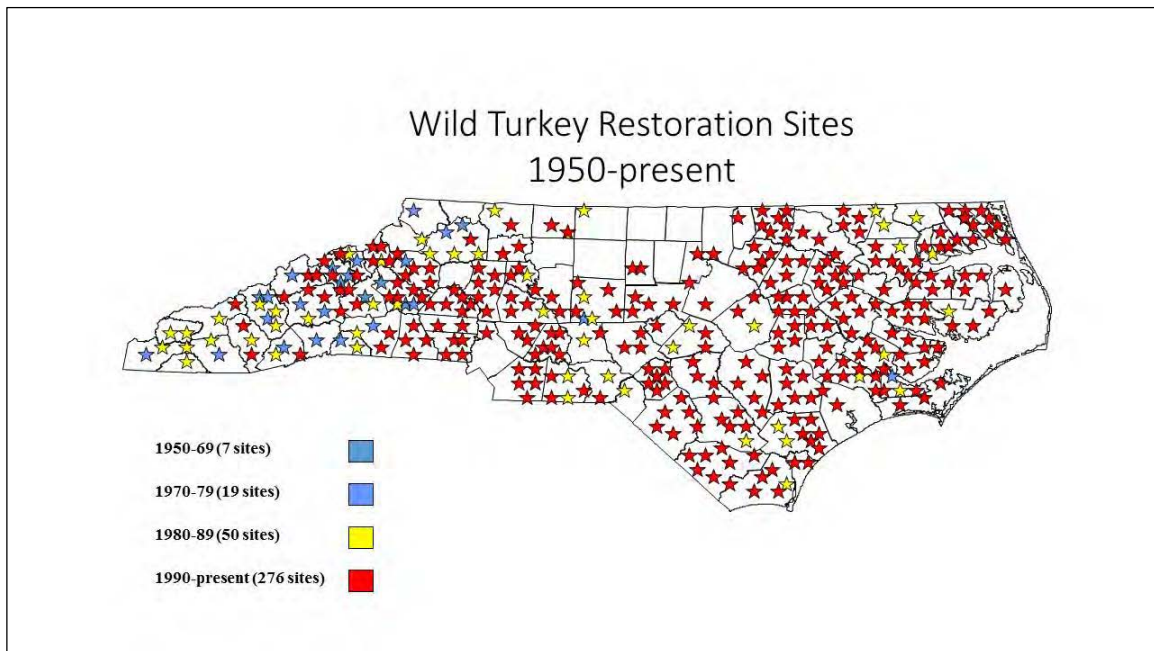 Wild Turkey Restoration Sites
1950-present
1950-69 (7 sites)
1970-79 (19 sites)
1980-89 (50 sites)
1990-present (276 sites)